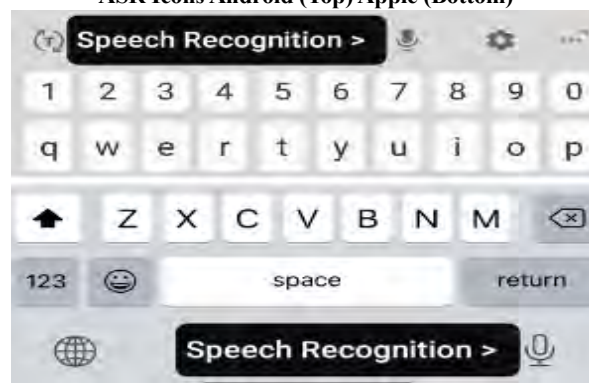 ASR Icons Android (Top) Apple (Bottom)
Speech Recognition >
1 2 3 4 5 6 7 8 9 0
q w e r t y u i o p
Z X C V B N M
123 space return
Speech Recognition >